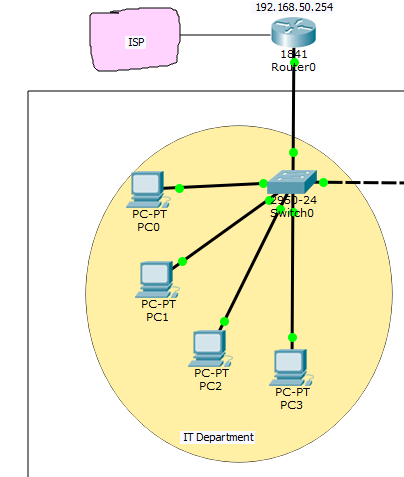 192.168.50.254
ISP
1841
Router0
2950-24
Switch0
PC-PT
PC0
PC-PT
PC1
PC-PT
PC2
PC-PT
PC3
IT Department